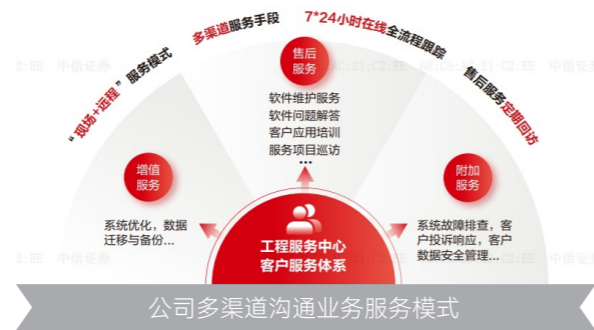 “现场+远程”服务模式
多渠道服务手段
7*24小时在线全流程跟踪
售后服务定期回访
售后
服务
软件维护服务
软件问题解答
客户应用培训
服务项目巡访
...
增值
服务
系统优化，数据
迁移与备份...
附加
服务
系统故障排查，客
户投诉响应，客户
数据安全管理...
工程服务中心
客户服务体系
公司多渠道沟通业务服务模式